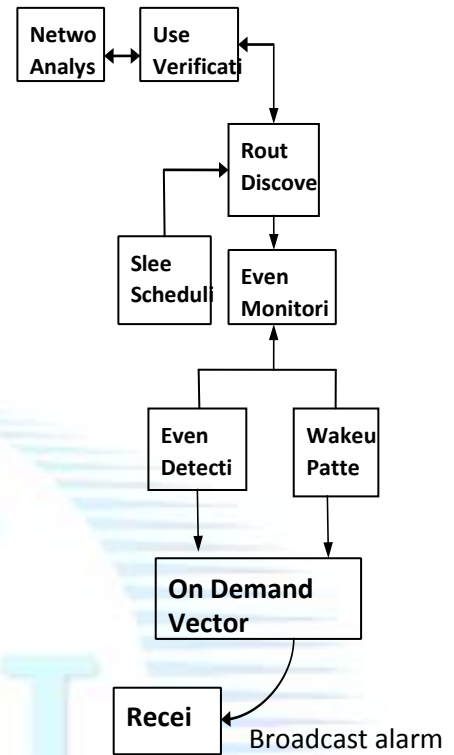 Netwo
Analys
Use
Verificati
Rout
Discove
Slee
Scheduli
Even
Monitori
Even
Detecti
Wakeu
Patte
On Demand
Vector
Recei
Broadcast alarm